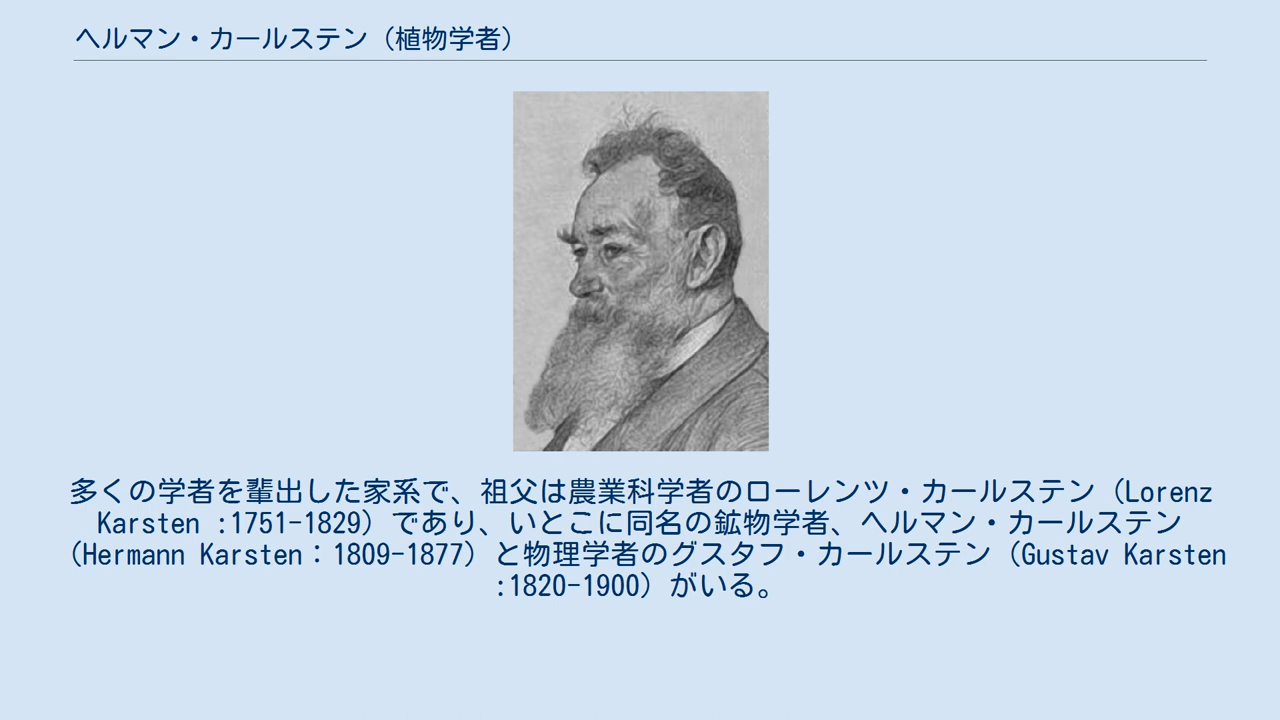 ヘルマン・カールステン（植物学者）
多くの学者を輩出した家系で、祖父は農業科学者のローレンツ・カールステン（Lorenz
Karsten :1751-1829）であり、いとこに同名の鉱物学者、ヘルマン・カールステン
（Hermann Karsten：1809-1877）と物理学者のグスタフ・カールステン（Gustav Karsten
:1820-1900）がいる。